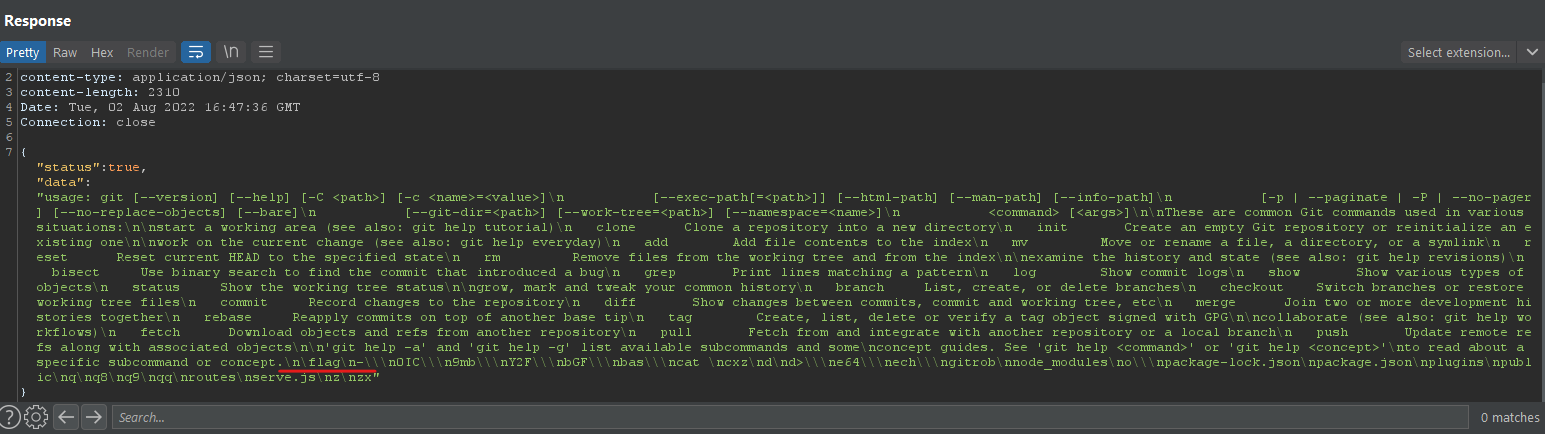 Response
Pretty Raw Hex Render \n Select extension...
2 content-type: application/json; charset=utf-8
3 content-length: 2310
4 Date: Tue, 02 Aug 2022 16:47:36 GMT
5 Connection: close
6
7 {
"status":true,
"data":
"usage: git [--version] [--help] [-C <path>] [-c <name>=<value>]\n           [--exec-path[=<path>]] [--html-path] [--man-path] [--info-path]\n           [-p | --paginate | -P | --no-pager
] [--no-replace-objects] [--bare]\n           [--git-dir=<path>] [--work-tree=<path>] [--namespace=<name>]\n           <command> [<args>]\n\nThese are common Git commands used in various
situations:\n\nstart a working area (see also: git help tutorial)\n   clone      Clone a repository into a new directory\n   init       Create an empty Git repository or reinitialize an e
xisting one\n\nwork on the current change (see also: git help everyday)\n   add        Add file contents to the index\n   mv         Move or rename a file, a directory, or a symlink\n   r
eset      Reset current HEAD to the specified state\n   rm         Remove files from the working tree and from the index\n\nexamine the history and state (see also: git help revisions)\n
bisect     Use binary search to find the commit that introduced a bug\n   grep       Print lines matching a pattern\n   log        Show commit logs\n   show       Show various types of
objects\n   status     Show the working tree status\n\ngrow, mark and tweak your common history\n   branch     List, create, or delete branches\n   checkout   Switch branches or restore
working tree files\n   commit     Record changes to the repository\n   diff       Show changes between commits, commit and working tree, etc\n   merge      Join two or more development hi
stories together\n   rebase     Reapply commits on top of another base tip\n   tag        Create, list, delete or verify a tag object signed with GPG\n\ncollaborate (see also: git help wo
rkflows)\n   fetch      Download objects and refs from another repository\n   pull       Fetch from and integrate with another repository or a local branch\n   push       Update remote re
fs along with associated objects\n\n'git help -a' and 'git help -g' list available subcommands and some\nconcept guides. See 'git help <command>' or 'git help <concept>'\nto read about a
specific subcommand or concept.\n\nflag\n-\\\nOIC\\\n9mb\\\nY2F\\\nbGF\\\nbas\\\ncat \ncxz\nd\nd>\\\ne64\\\nech\\\ngitrob\nnode_modules\no\\\npackage-lock.json\npackage.json\nplugins\npubl
ic\nq\nq8\nq9\nqq\nroutes\nserve.js\nz\nzx"
}
Search... 0 matches